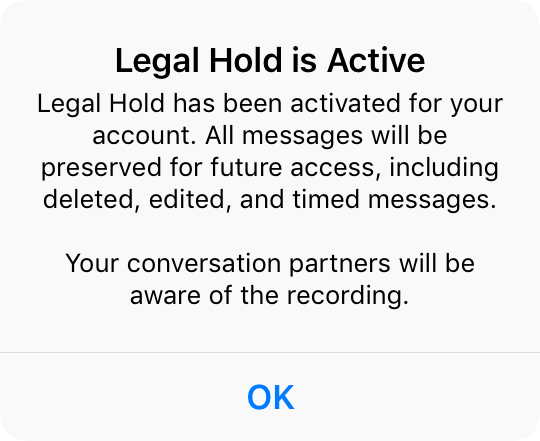 Legal Hold is Active
Legal Hold has been activated for your
account. All messages will be
preserved for future access, including
deleted, edited, and timed messages.
Your conversation partners will be
aware of the recording.
OK